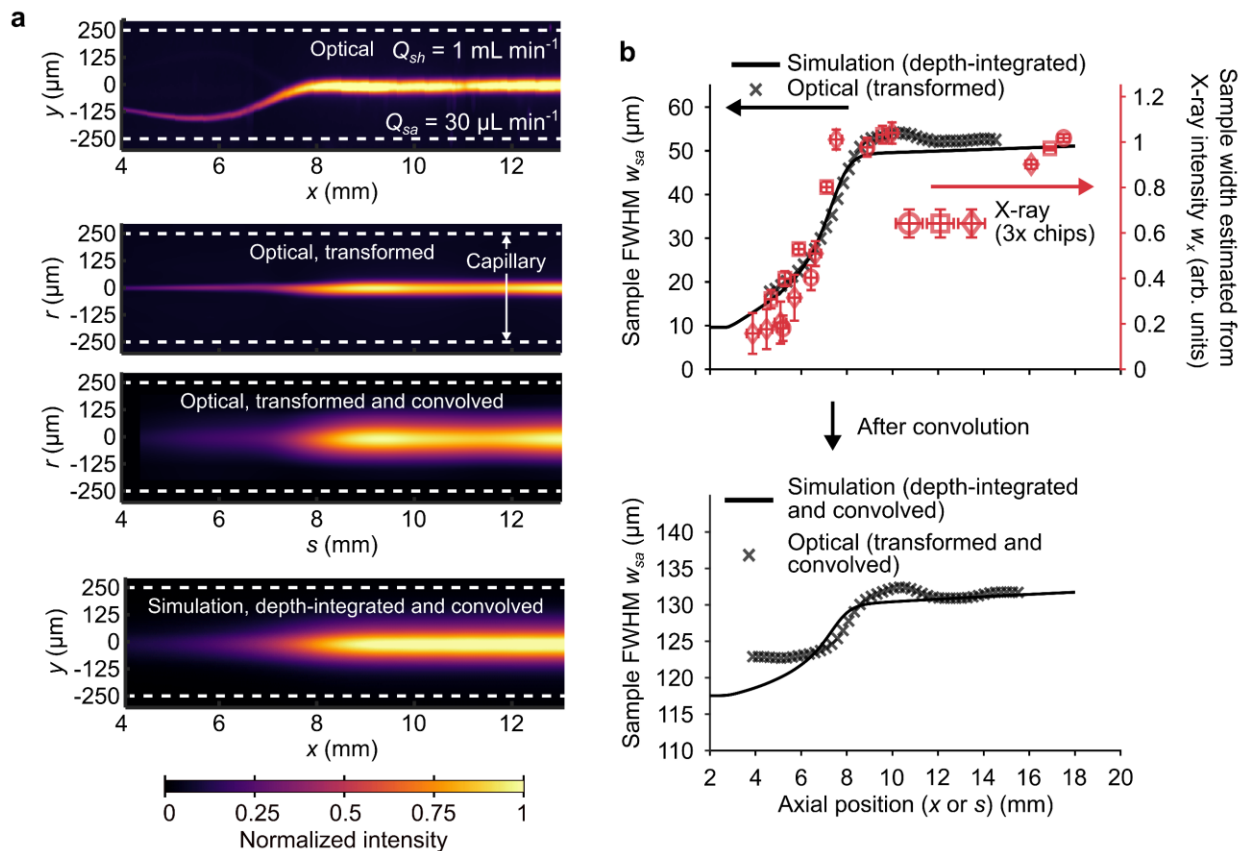 a
250
125
0
-125
-250
y (µm)
Optical
Q_sh = 1 mL min⁻¹
Q_sa = 30 µL min⁻¹
4
6
8
10
12
x (mm)
250
125
0
-125
-250
r (µm)
Optical, transformed
Capillary
250
125
0
-125
-250
r (µm)
Optical, transformed and convolved
4
6
8
10
12
s (mm)
250
125
0
-125
-250
y (µm)
Simulation, depth-integrated and convolved
4
6
8
10
12
x (mm)
0
0.25
0.5
0.75
1
Normalized intensity
b
Simulation (depth-integrated)
Optical (transformed)
60
50
40
30
20
10
0
Sample FWHM w_sa (µm)
1.2
1
0.8
0.6
0.4
0.2
0
Sample width estimated from
X-ray intensity w_x (arb. units)
X-ray
(3x chips)
After convolution
Simulation (depth-integrated
and convolved)
Optical (transformed and
convolved)
140
135
130
125
120
115
110
Sample FWHM w_sa (µm)
2
4
6
8
10
12
14
16
18
20
Axial position (x or s) (mm)